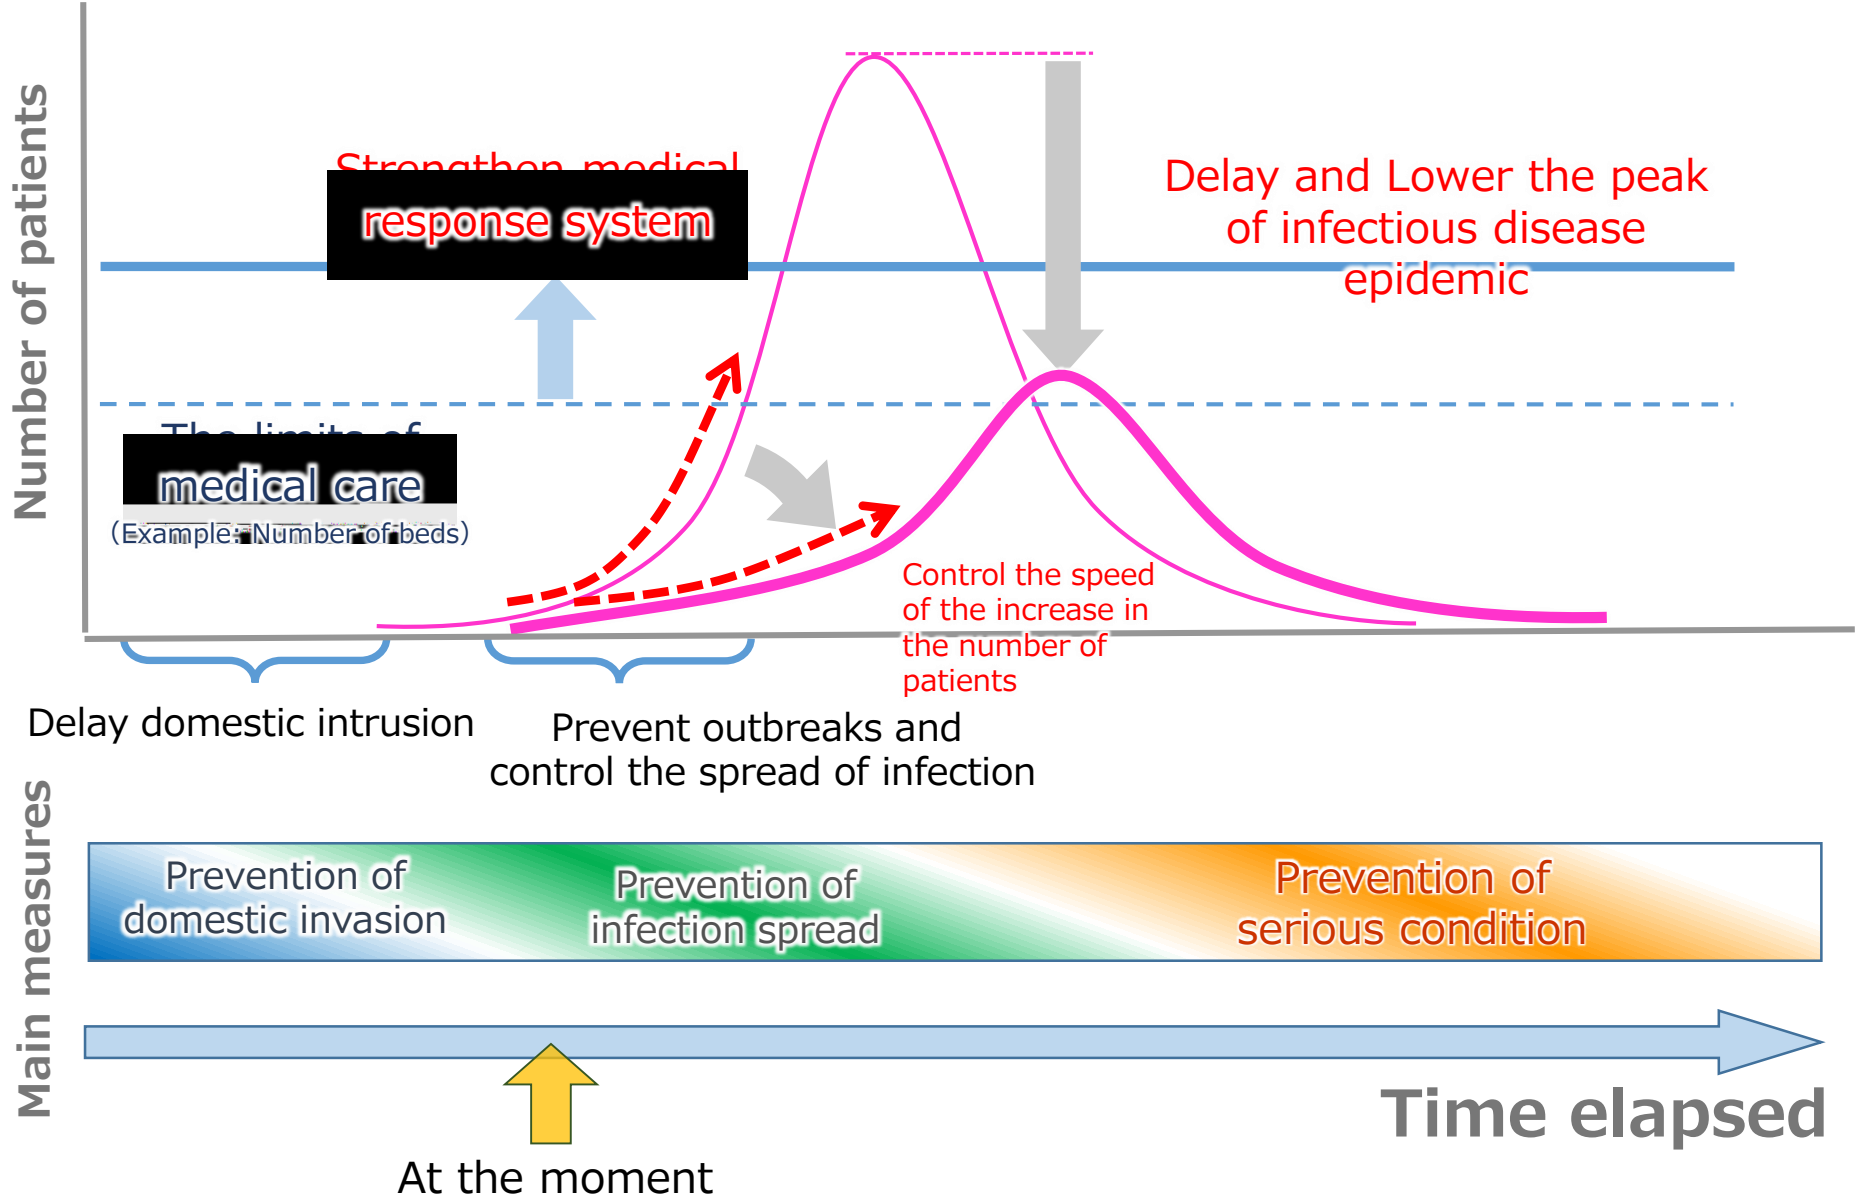 Number of patients
Strengthen medical
response system
Delay and Lower the peak
of infectious disease
epidemic
The limits of
medical care
(Example: Number of beds)
Control the speed
of the increase in
the number of
patients
Delay domestic intrusion
Prevent outbreaks and
control the spread of infection
Main measures
Prevention of
domestic invasion
Prevention of
infection spread
Prevention of
serious condition
Time elapsed
At the moment